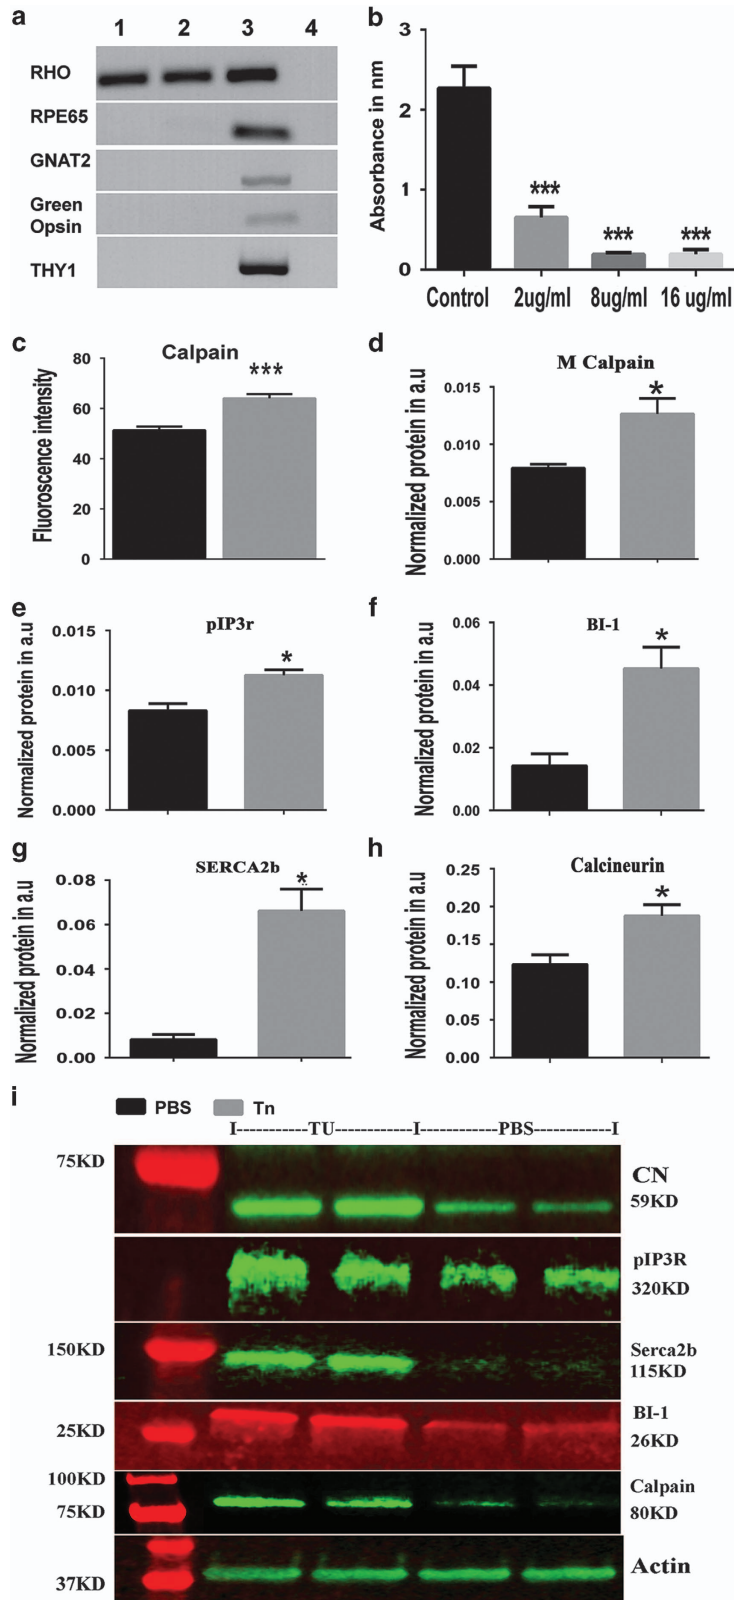 a
1 2 3 4
RHO
RPE65
GNAT2
Green
Opsin
THY1
b
Absorbance in nm
3
2
1
0
***
***
***
Control 2ug/ml 8ug/ml 16 ug/ml
c
Calpain
Fluoroscence intensity
80
60
40
20
0
***
d
M Calpain
Normalized protein in a.u
0.015
0.010
0.005
0.000
*
e
pIP3r
Normalized protein in a.u
0.015
0.010
0.005
0.000
*
f
BI-1
Normalized protein in a.u
0.06
0.04
0.02
0.00
*
g
SERCA2b
Normalized protein in a.u
0.08
0.06
0.04
0.02
0.00
*
h
Calcineurin
Normalized protein in a.u
0.25
0.20
0.15
0.10
0.05
0.00
*
i
PBS Tn
I-----------TU------------I------------PBS------------I
75KD
CN
59KD
pIP3R
320KD
150KD
Serca2b
115KD
25KD
BI-1
26KD
100KD
75KD
Calpain
80KD
37KD
Actin